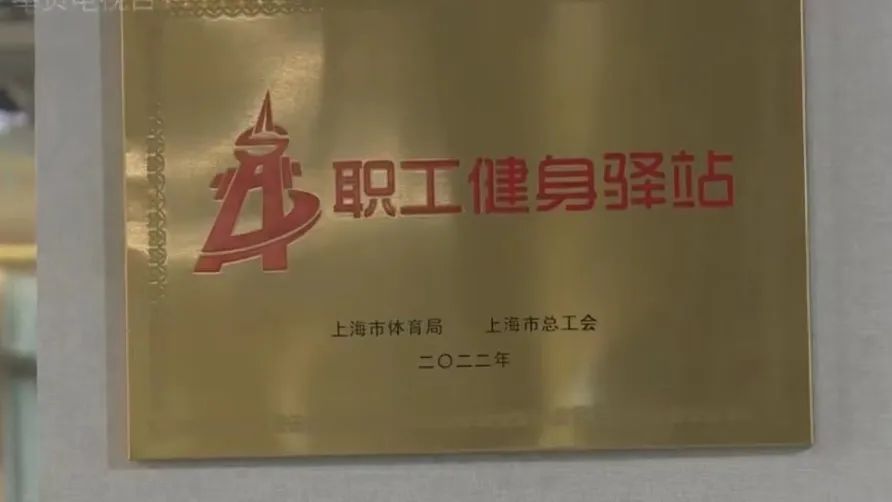 职工健身驿站
上海市体育局 上海市总工会
二〇二二年